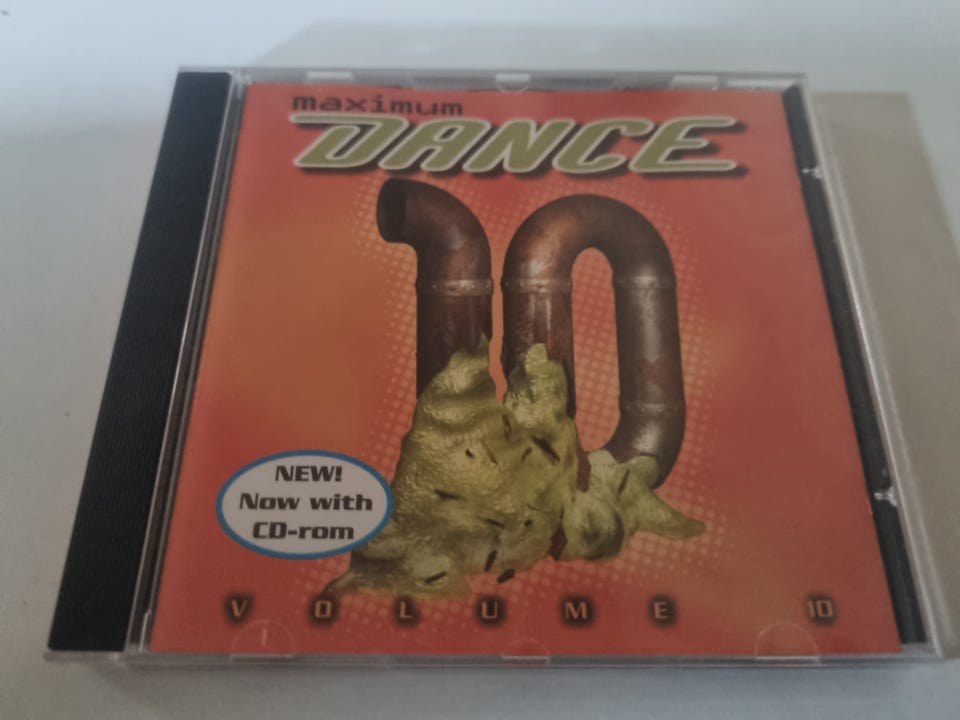 maximum
DANCE
10
NEW!
Now with
CD-rom
VOLUME 10